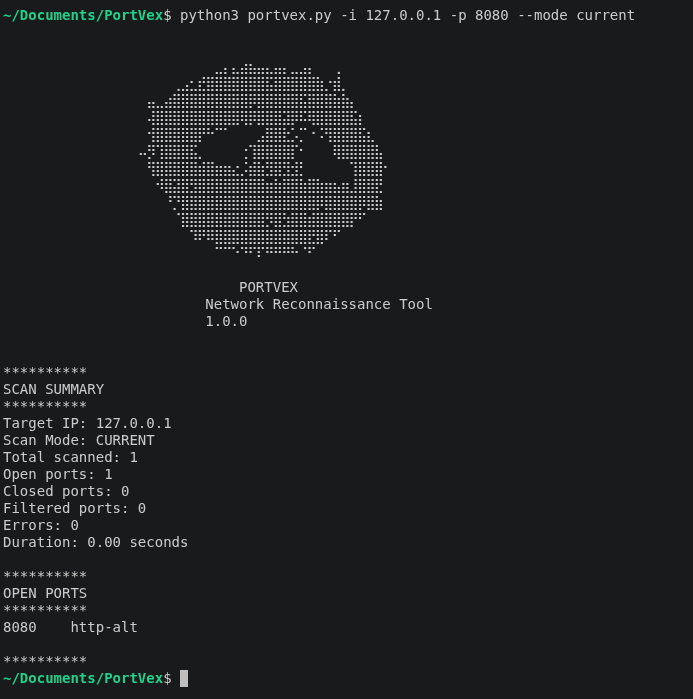 ~/Documents/PortVex$ python3 portvex.py -i 127.0.0.1 -p 8080 --mode current
PORTVEX
Network Reconnaissance Tool
1.0.0
**********
SCAN SUMMARY
**********
Target IP: 127.0.0.1
Scan Mode: CURRENT
Total scanned: 1
Open ports: 1
Closed ports: 0
Filtered ports: 0
Errors: 0
Duration: 0.00 seconds
**********
OPEN PORTS
**********
8080    http-alt
**********
~/Documents/PortVex$